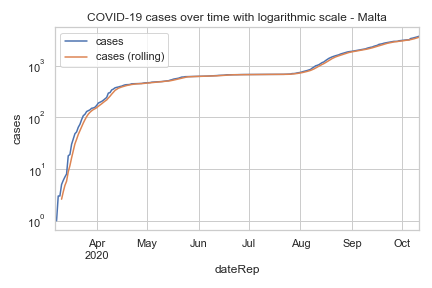 COVID-19 cases over time with logarithmic scale - Malta
cases
cases (rolling)
10³
10²
10¹
10⁰
cases
Apr
2020
May
Jun
Jul
Aug
Sep
Oct
dateRep